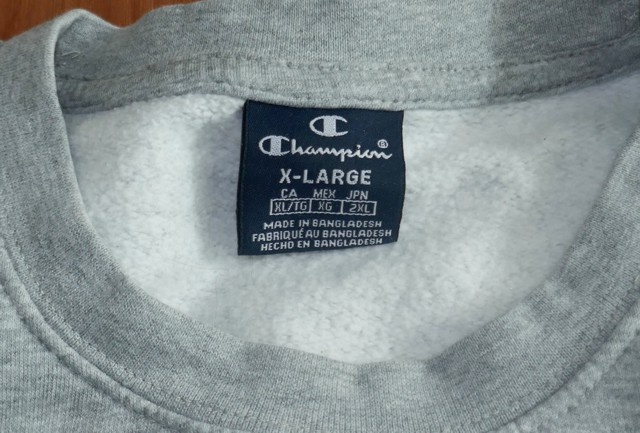 Champion®
X-LARGE
CA MEX JPN
XL/TG XG 2XL
MADE IN BANGLADESH
FABRIQUÉ AU BANGLADESH
HECHO EN BANGLADESH